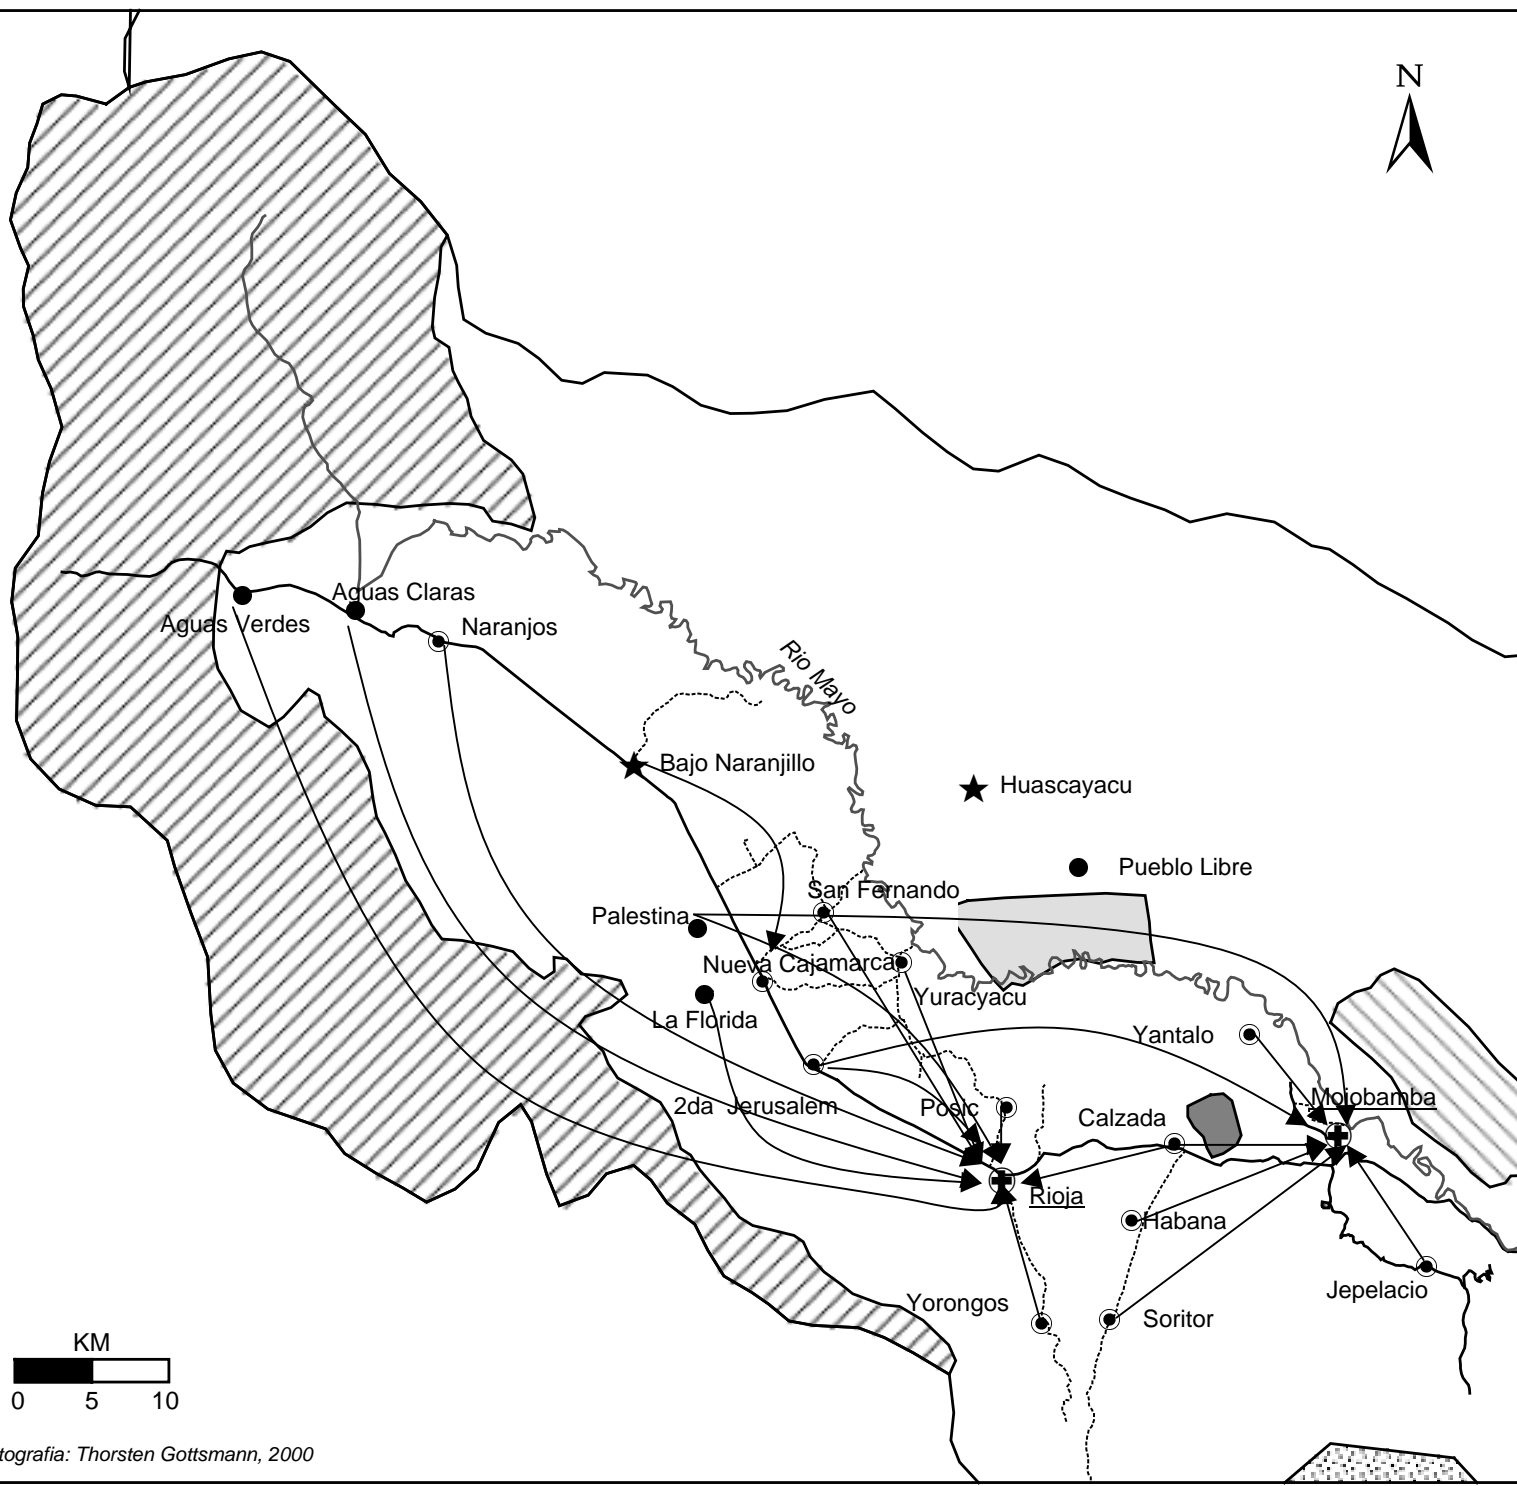 N
Aguas Claras
Aguas Verdes
Naranjos
Rio Mayo
Bajo Naranjillo
Huascayacu
Pueblo Libre
San Fernando
Palestina
Nueva Cajamarca
Yuracyacu
La Florida
Yantalo
2da Jerusalem
Posic
Calzada
Mojobamba
Rioja
Habana
Yorongos
Soritor
Jepelacio
KM
0 5 10
tografia: Thorsten Gottsmann, 2000